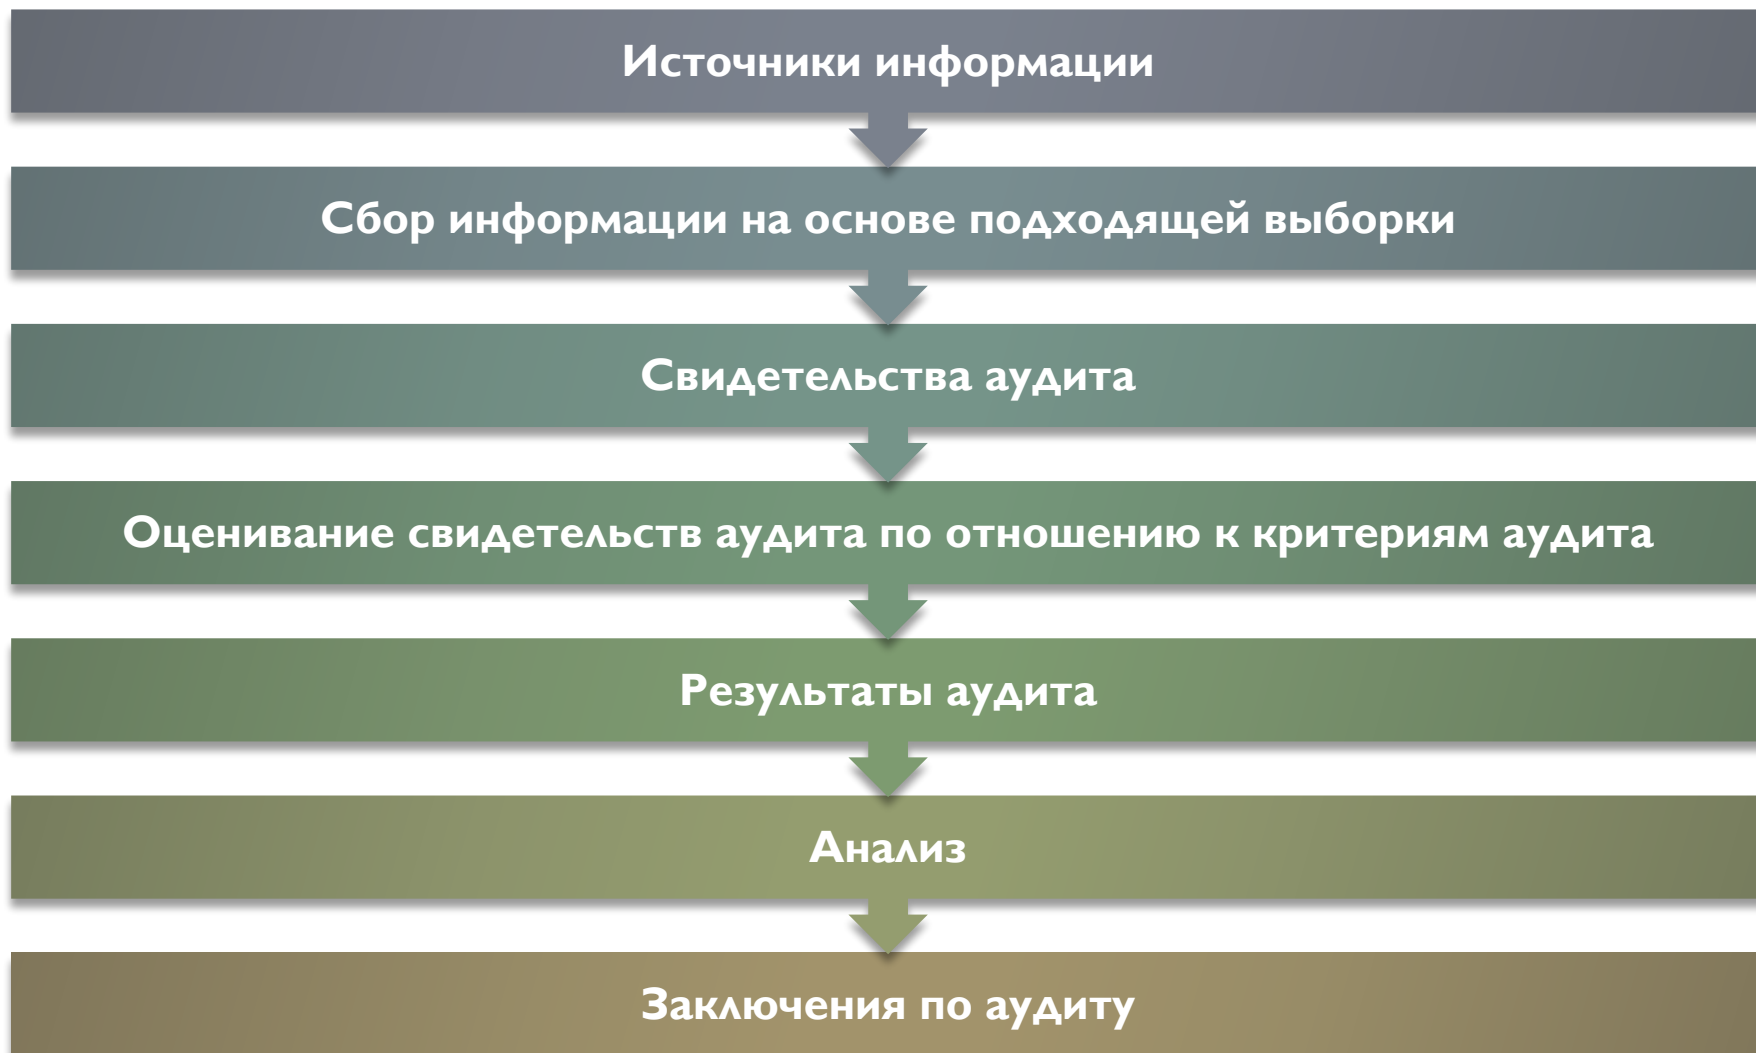 Источники информации
Сбор информации на основе подходящей выборки
Свидетельства аудита
Оценивание свидетельств аудита по отношению к критериям аудита
Результаты аудита
Анализ
Заключения по аудиту